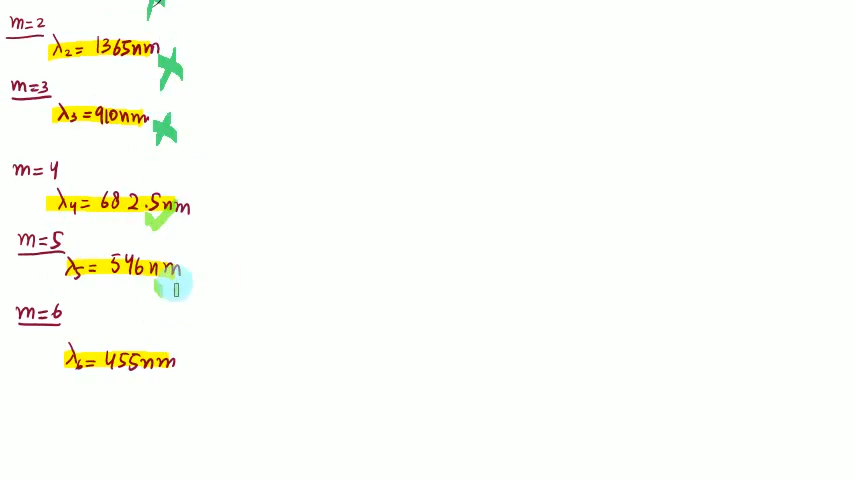 m=2
λ₂= 1365nm
m=3
λ₃=910nm
m=4
λ₄= 682.5nm
m=5
λ₅= 546nm
m=6
λ₆=455nm